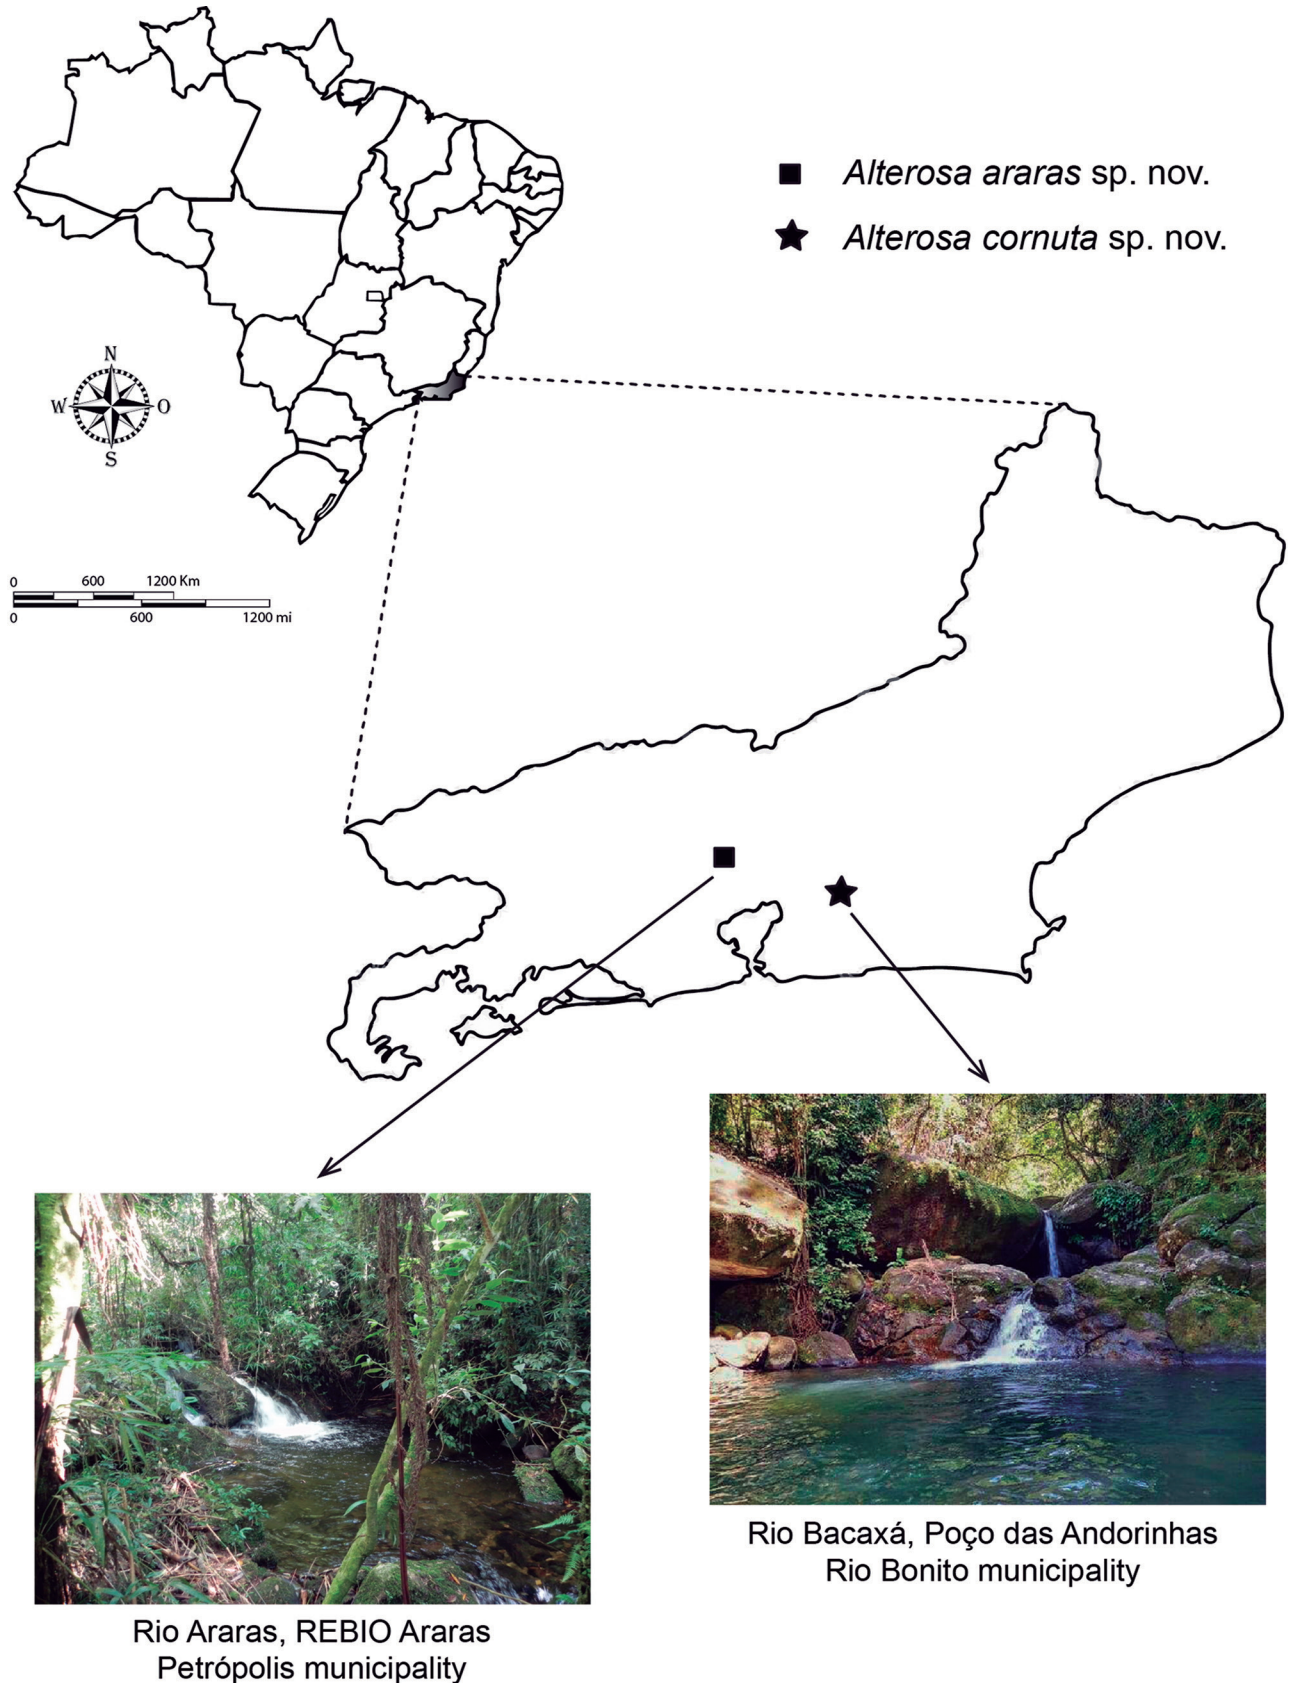 Alterosa araras sp. nov.
Alterosa cornuta sp. nov.
N
W O
S
0 600 1200 Km
0 600 1200 mi
Rio Bacaxá, Poço das Andorinhas
Rio Bonito municipality
Rio Araras, REBIO Araras
Petrópolis municipality